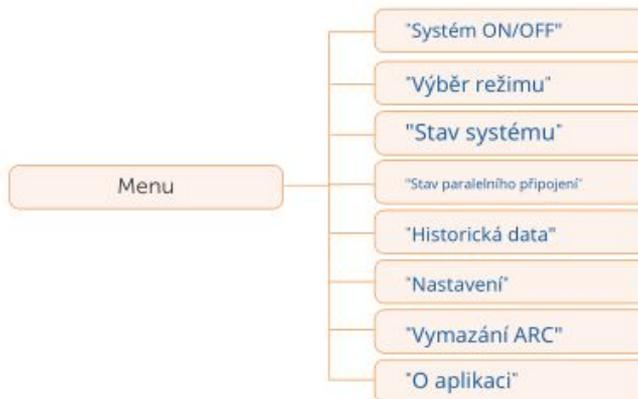 "Systém ON/OFF"
"Výběr režimu"
"Stav systému"
Menu
"Stav paralelního připojení"
"Historická data"
"Nastavení"
"Vymazání ARC"
"O aplikaci"